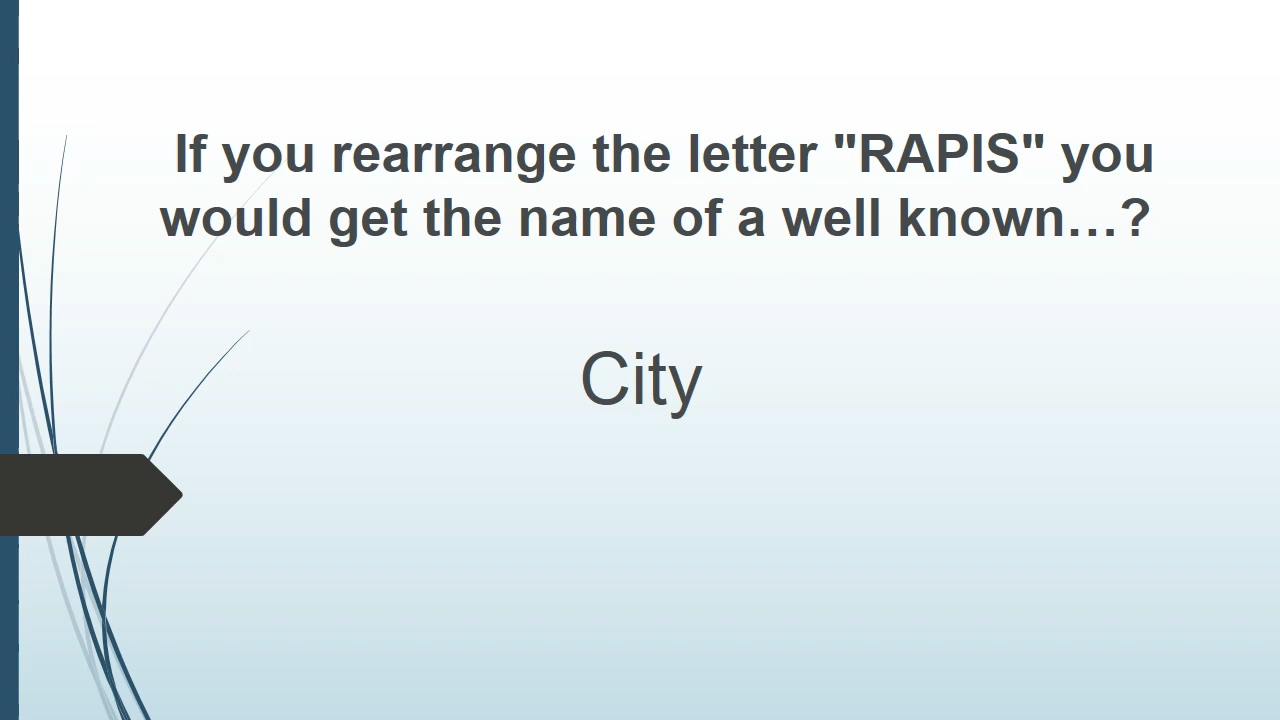 If you rearrange the letter "RAPIS" you
would get the name of a well known...?
City